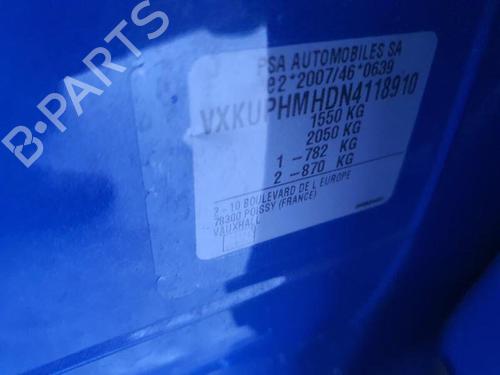 PSA AUTOMOBILES SA
e2*2007/46*0639
VXKUPHMHDN4118910
1550 KG
2050 KG
1 -782 KG
2 -870 KG
2 - 10 BOULEVARD DE L EUROPE
78300 POISSY (FRANCE)
VAUXHALL
B-PARTS